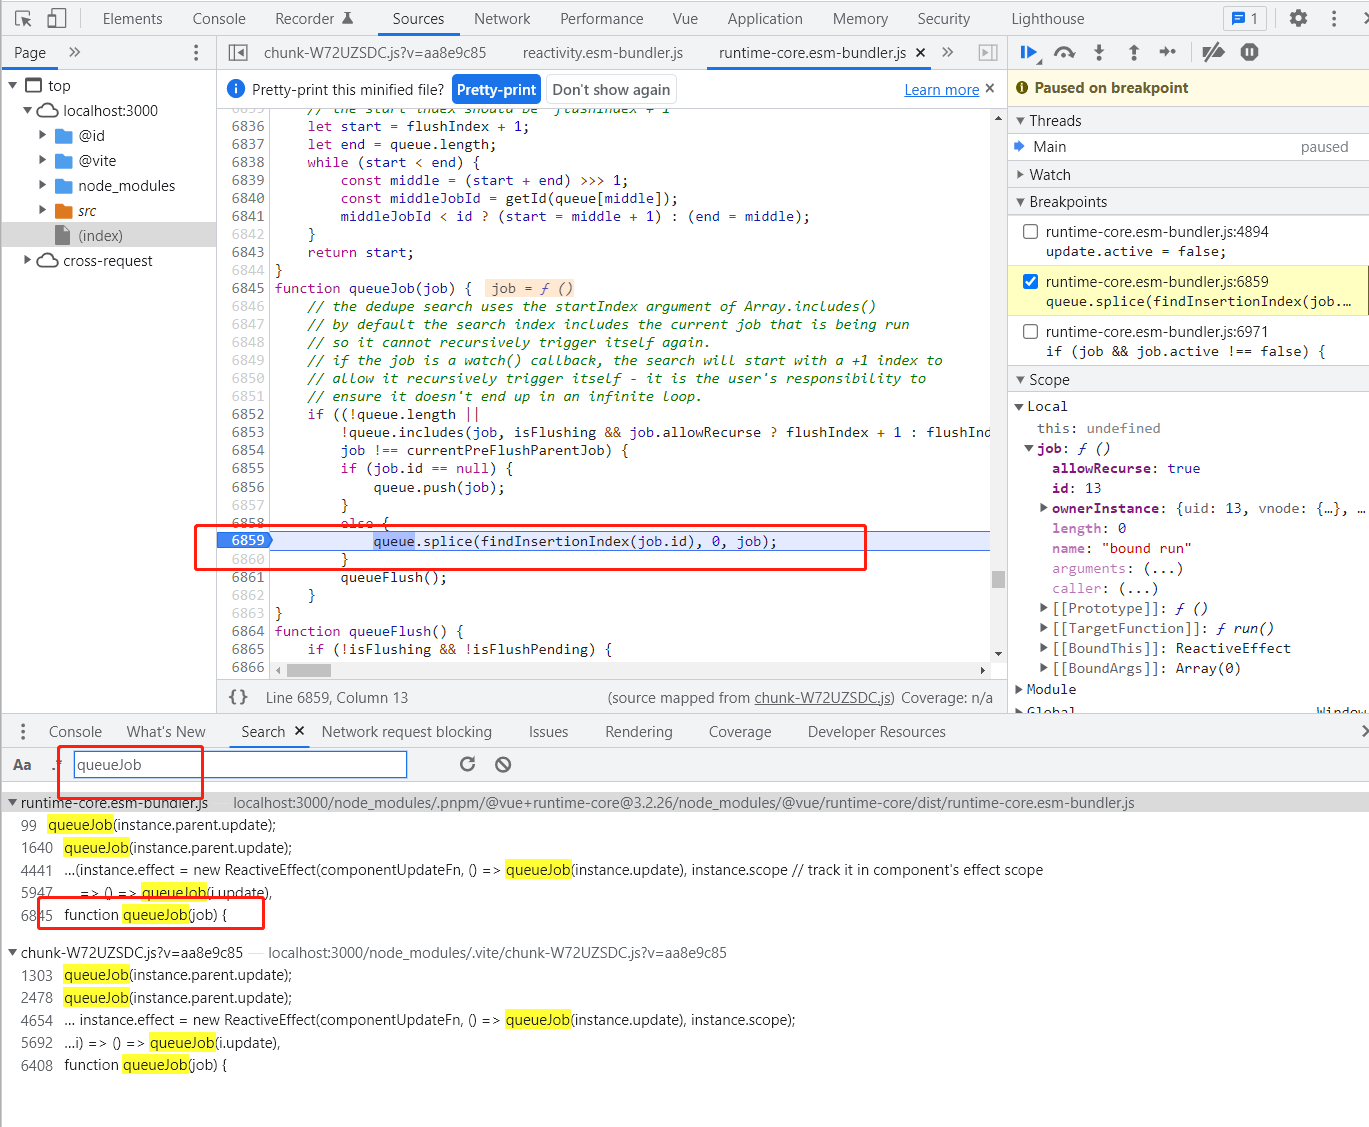 Elements Console Recorder Sources Network Performance Vue Application Memory Security Lighthouse 1
Page chunk-W72UZSDC.js?v=aa8e9c85 reactivity.esm-bundler.js runtime-core.esm-bundler.js
Pretty-print this minified file? Pretty-print Don't show again Learn more
top
localhost:3000
@id
@vite
node_modules
src
(index)
cross-request
6835 // the start index should be `flushIndex + 1`
6836 let start = flushIndex + 1;
6837 let end = queue.length;
6838 while (start < end) {
6839 const middle = (start + end) >>> 1;
6840 const middleJobId = getId(queue[middle]);
6841 middleJobId < id ? (start = middle + 1) : (end = middle);
6842 }
6843 return start;
6844 }
6845 function queueJob(job) { job = ƒ ()
6846 // the dedupe search uses the startIndex argument of Array.includes()
6847 // by default the search index includes the current job that is being run
6848 // so it cannot recursively trigger itself again.
6849 // if the job is a watch() callback, the search will start with a +1 index to
6850 // allow it recursively trigger itself - it is the user's responsibility to
6851 // ensure it doesn't end up in an infinite loop.
6852 if ((!queue.length ||
6853 !queue.includes(job, isFlushing && job.allowRecurse ? flushIndex + 1 : flushInd
6854 job !== currentPreFlushParentJob) {
6855 if (job.id == null) {
6856 queue.push(job);
6857 }
6858 else {
6859 queue.splice(findInsertionIndex(job.id), 0, job);
6860 }
6861 queueFlush();
6862 }
6863 }
6864 function queueFlush() {
6865 if (!isFlushing && !isFlushPending) {
6866
{} Line 6859, Column 13 (source mapped from chunk-W72UZSDC.js) Coverage: n/a
Paused on breakpoint
Threads
Main paused
Watch
Breakpoints
runtime-core.esm-bundler.js:4894
update.active = false;
runtime-core.esm-bundler.js:6859
queue.splice(findInsertionIndex(job.…
runtime-core.esm-bundler.js:6971
if (job && job.active !== false) {
Scope
Local
this: undefined
job: ƒ ()
allowRecurse: true
id: 13
ownerInstance: {uid: 13, vnode: {…}, …
length: 0
name: "bound run"
arguments: (...)
caller: (...)
[[Prototype]]: ƒ ()
[[TargetFunction]]: ƒ run()
[[BoundThis]]: ReactiveEffect
[[BoundArgs]]: Array(0)
Module
Global Window
Console What's New Search Network request blocking Issues Rendering Coverage Developer Resources
Aa .* queueJob
runtime-core.esm-bundler.js — localhost:3000/node_modules/.pnpm/@vue+runtime-core@3.2.26/node_modules/@vue/runtime-core/dist/runtime-core.esm-bundler.js
99 queueJob(instance.parent.update);
1640 queueJob(instance.parent.update);
4441 …(instance.effect = new ReactiveEffect(componentUpdateFn, () => queueJob(instance.update), instance.scope // track it in component's effect scope
5947 … => () => queueJob(i.update),
6845 function queueJob(job) {
chunk-W72UZSDC.js?v=aa8e9c85 — localhost:3000/node_modules/.vite/chunk-W72UZSDC.js?v=aa8e9c85
1303 queueJob(instance.parent.update);
2478 queueJob(instance.parent.update);
4654 … instance.effect = new ReactiveEffect(componentUpdateFn, () => queueJob(instance.update), instance.scope);
5692 …i) => () => queueJob(i.update),
6408 function queueJob(job) {